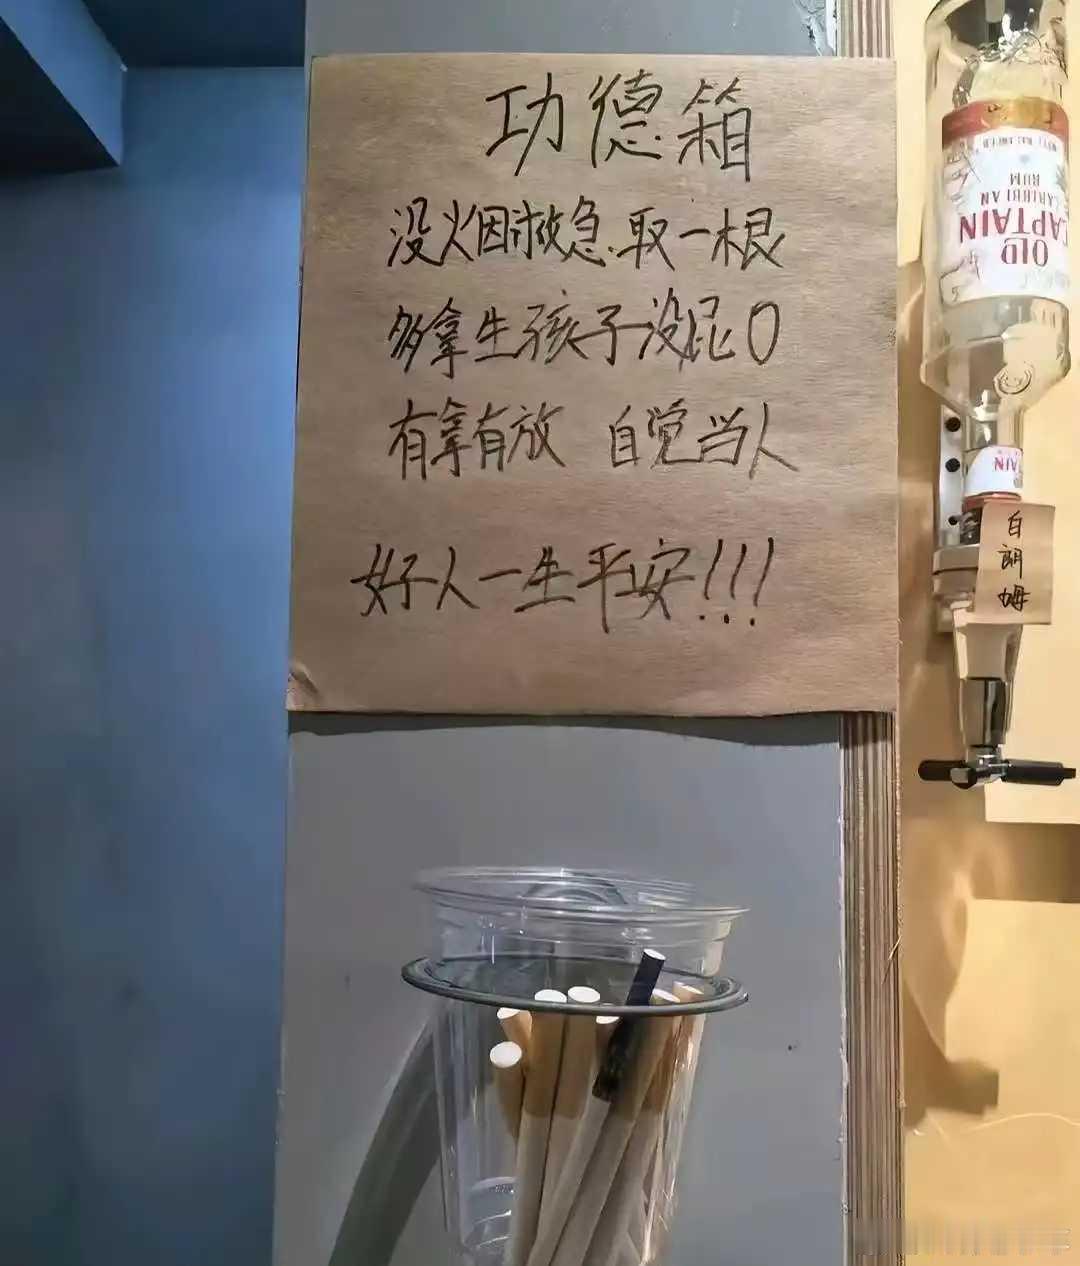 功德箱
没火烟救急.取一根
多拿生孩子没屁0
有拿有放 自觉当人
好人一生平安!!!
OLD
CAPTAIN
CARIBBEAN
RUM
白朗姆